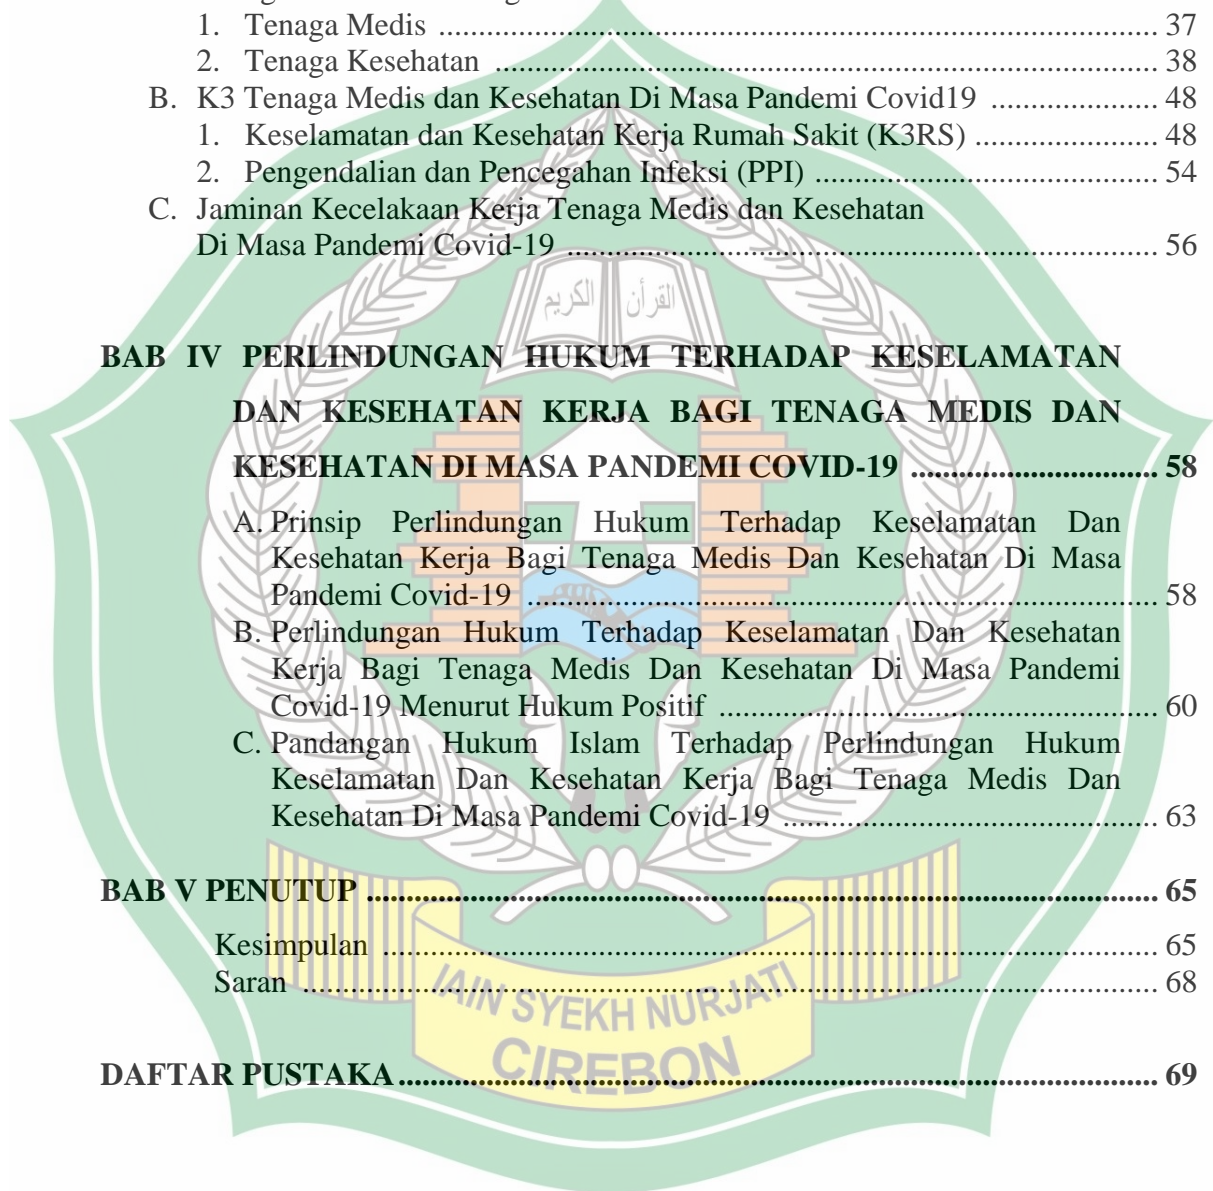 1. Tenaga Medis ................................................ 37
2. Tenaga Kesehatan ................................................ 38
B. K3 Tenaga Medis dan Kesehatan Di Masa Pandemi Covid19 ...................... 48
1. Keselamatan dan Kesehatan Kerja Rumah Sakit (K3RS) ........................ 48
2. Pengendalian dan Pencegahan Infeksi (PPI) ............................................. 54
C. Jaminan Kecelakaan Kerja Tenaga Medis dan Kesehatan
Di Masa Pandemi Covid-19 ................................................ 56
القرآن الكريم
BAB IV PERLINDUNGAN HUKUM TERHADAP KESELAMATAN
DAN KESEHATAN KERJA BAGI TENAGA MEDIS DAN
KESEHATAN DI MASA PANDEMI COVID-19 ............................... 58
A. Prinsip Perlindungan Hukum Terhadap Keselamatan Dan
Kesehatan Kerja Bagi Tenaga Medis Dan Kesehatan Di Masa
Pandemi Covid-19 ................................................ 58
B. Perlindungan Hukum Terhadap Keselamatan Dan Kesehatan
Kerja Bagi Tenaga Medis Dan Kesehatan Di Masa Pandemi
Covid-19 Menurut Hukum Positif ................................................ 60
C. Pandangan Hukum Islam Terhadap Perlindungan Hukum
Keselamatan Dan Kesehatan Kerja Bagi Tenaga Medis Dan
Kesehatan Di Masa Pandemi Covid-19 ................................................ 63
BAB V PENUTUP ................................................ 65
Kesimpulan ................................................ 65
Saran ................................................ 68
IAIN SYEKH NURJATI
CIREBON
DAFTAR PUSTAKA ................................................ 69